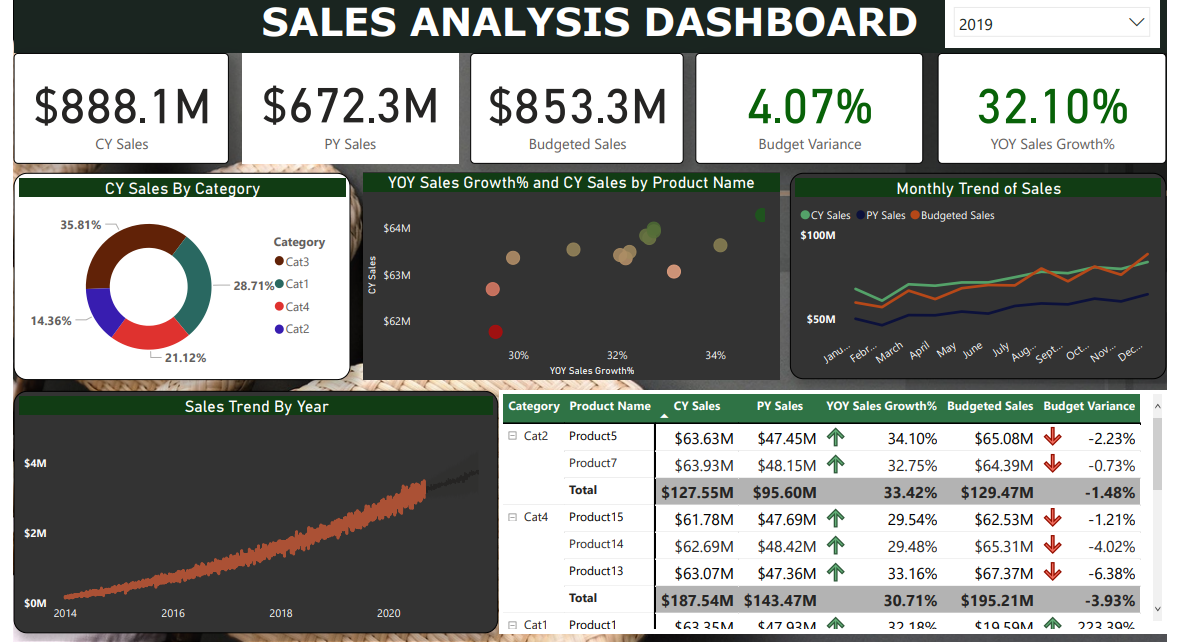 SALES ANALYSIS DASHBOARD
2019
$888.1M
CY Sales
$672.3M
PY Sales
$853.3M
Budgeted Sales
4.07%
Budget Variance
32.10%
YOY Sales Growth%
CY Sales By Category
35.81%
28.71%
14.36%
21.12%
Category
Cat3
Cat1
Cat4
Cat2
YOY Sales Growth% and CY Sales by Product Name
CY Sales
$64M
$63M
$62M
30% 32% 34%
YOY Sales Growth%
Monthly Trend of Sales
CY Sales PY Sales Budgeted Sales
$100M
$50M
Janu... Febr... March April May June July Aug... Sept... Oct... Nov... Dec...
Sales Trend By Year
$4M
$2M
$0M
2014 2016 2018 2020
Category Product Name CY Sales PY Sales YOY Sales Growth% Budgeted Sales Budget Variance
Cat2 Product5 $63.63M $47.45M 34.10% $65.08M -2.23%
Product7 $63.93M $48.15M 32.75% $64.39M -0.73%
Total $127.55M $95.60M 33.42% $129.47M -1.48%
Cat4 Product15 $61.78M $47.69M 29.54% $62.53M -1.21%
Product14 $62.69M $48.42M 29.48% $65.31M -4.02%
Product13 $63.07M $47.36M 33.16% $67.37M -6.38%
Total $187.54M $143.47M 30.71% $195.21M -3.93%
Cat1 Product1 $63.35M $47.93M 32.18% $19.59M 223.39%